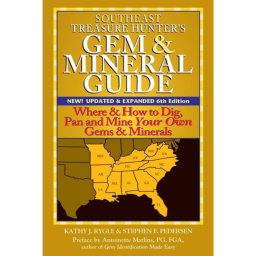 SOUTHEAST
TREASURE HUNTER'S
GEM &
MINERAL
GUIDE
NEW! UPDATED & EXPANDED 6th Edition
Where & How to Dig,
Pan and Mine Your Own
Gems & Minerals
KATHY J. RYGLE & STEPHEN F. PEDERSEN
Preface by Antoinette Matlins, PG, FGA,
author of Gem Identification Made Easy